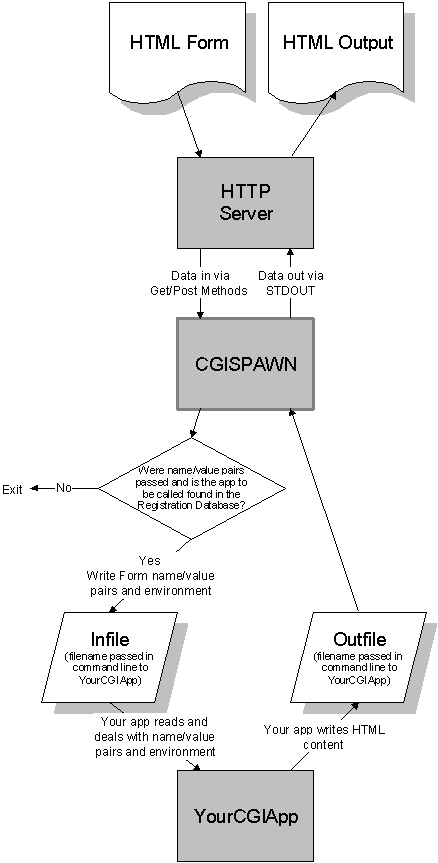 HTML Form
HTML Output
HTTP
Server
Data in via
Get/Post Methods
Data out via
STDOUT
CGISPAWN
Were name/value pairs
passed and is the app to
be called found in the
Registration Database?
No
Exit
Yes
Write Form name/value
pairs and environment
Infile
(filename passed in
command line to
YourCGIApp)
Outfile
(filename passed in
command line to
YourCGIApp)
Your app reads and
deals with name/value
pairs and environment
Your app writes HTML
content
YourCGIApp